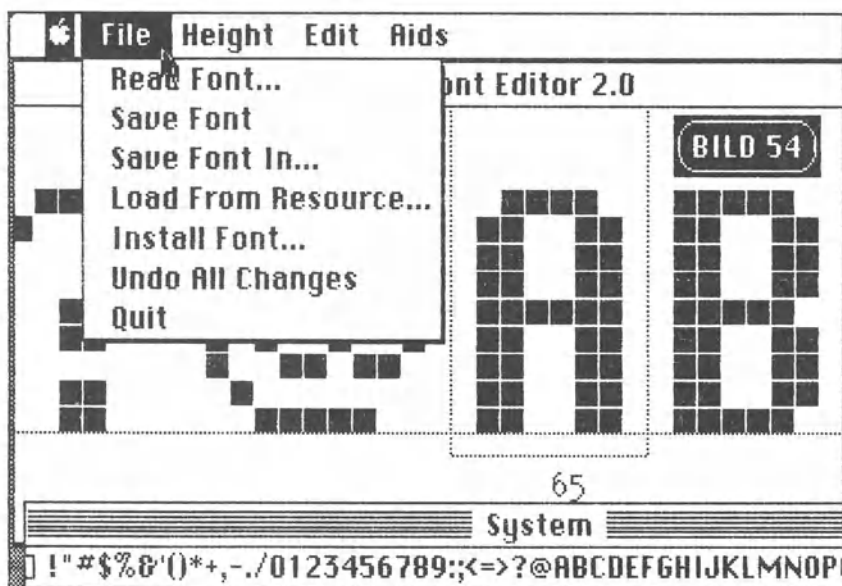 File Height Edit Aids
Read Font...
Save Font
Save Font In...
Load From Resource...
Install Font...
Undo All Changes
Quit
ont Editor 2.0
BILD 54
A B
65
System
!"#$%&'()*+,-./0123456789:;<=>?@ABCDEFGHIJKLMNOP